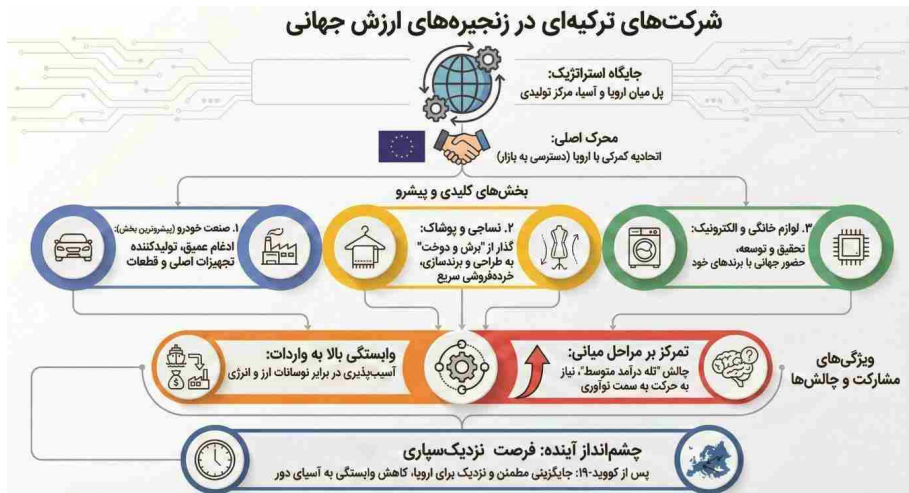 شرکت‌های ترکیه‌ای در زنجیره‌های ارزش جهانی
جایگاه استراتژیک:
پل میان اروپا و آسیا، مرکز تولیدی
محرک اصلی:
اتحادیه گمرکی با اروپا (دسترسی به بازار)
بخش‌های کلیدی و پیشرو
۱. صنعت خودرو (پیشروترین بخش):
ادغام عمیق، تولیدکننده
تجهیزات اصلی و قطعات
۲. نساجی و پوشاک:
گذار از "برش و دوخت"
به طراحی و برندسازی،
خرده‌فروشی سریع
۳. لوازم خانگی و الکترونیک:
تحقیق و توسعه،
حضور جهانی با برندهای خود
ویژگی‌های
مشارکت و چالش‌ها
تمرکز بر مراحل میانی:
چالش "تله درآمد متوسط"، نیاز
به حرکت به سمت نوآوری
وابستگی بالا به واردات:
آسیب‌پذیری در برابر نوسانات ارز و انرژی
چشم‌انداز آینده: فرصت نزدیک‌سپاری
پس از کووید-۱۹: جایگزینی مطمئن و نزدیک برای اروپا، کاهش وابستگی به آسیای دور